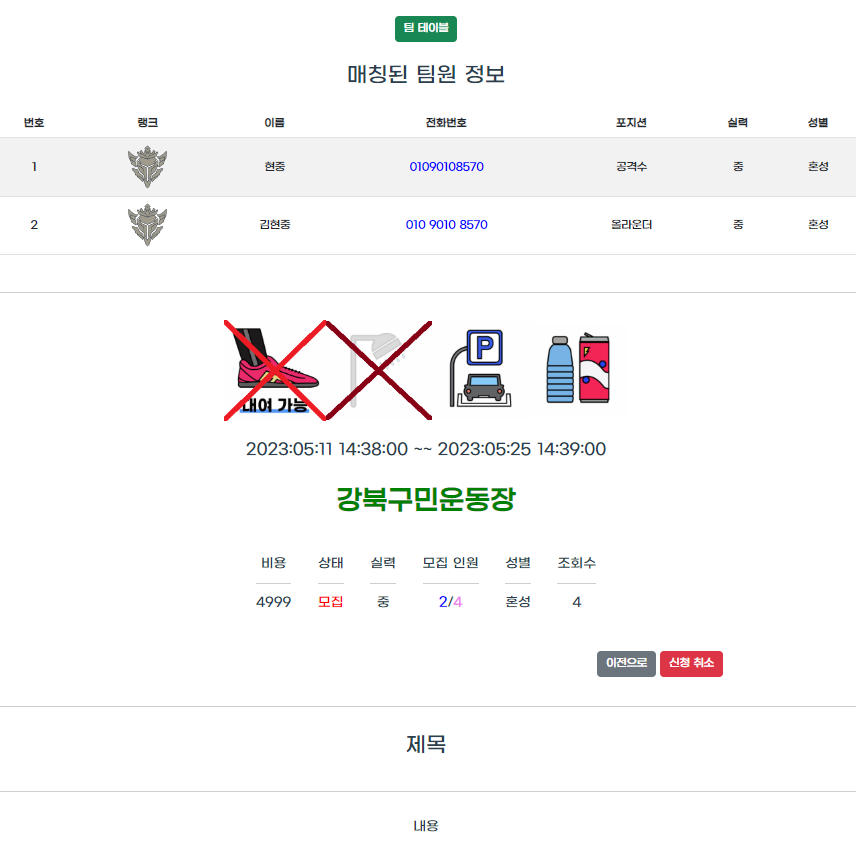 팀 테이블
매칭된 팀원 정보
번호 랭크 이름 전화번호 포지션 실력 성별
1 현중 01090108570 공격수 중 혼성
2 김현중 010 9010 8570 올라운더 중 혼성
대여 가능
P
2023:05:11 14:38:00 ~~ 2023:05:25 14:39:00
강북구민운동장
비용 상태 실력 모집 인원 성별 조회수
4999 모집 중 2/4 혼성 4
이전으로 신청 취소
제목
내용